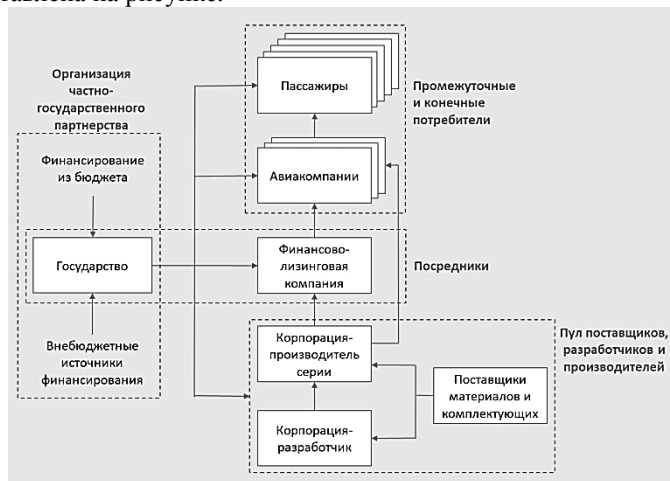 Организация
частно-
государственного
партнерства
Финансирование
из бюджета
Государство
Внебюджетные
источники
финансирования
Пассажиры
Авиакомпании
Промежуточные
и конечные
потребители
Финансово-
лизинговая
компания
Посредники
Корпорация-
производитель
серии
Корпорация-
разработчик
Поставщики
материалов и
комплектующих
Пул поставщиков,
разработчиков и
производителей